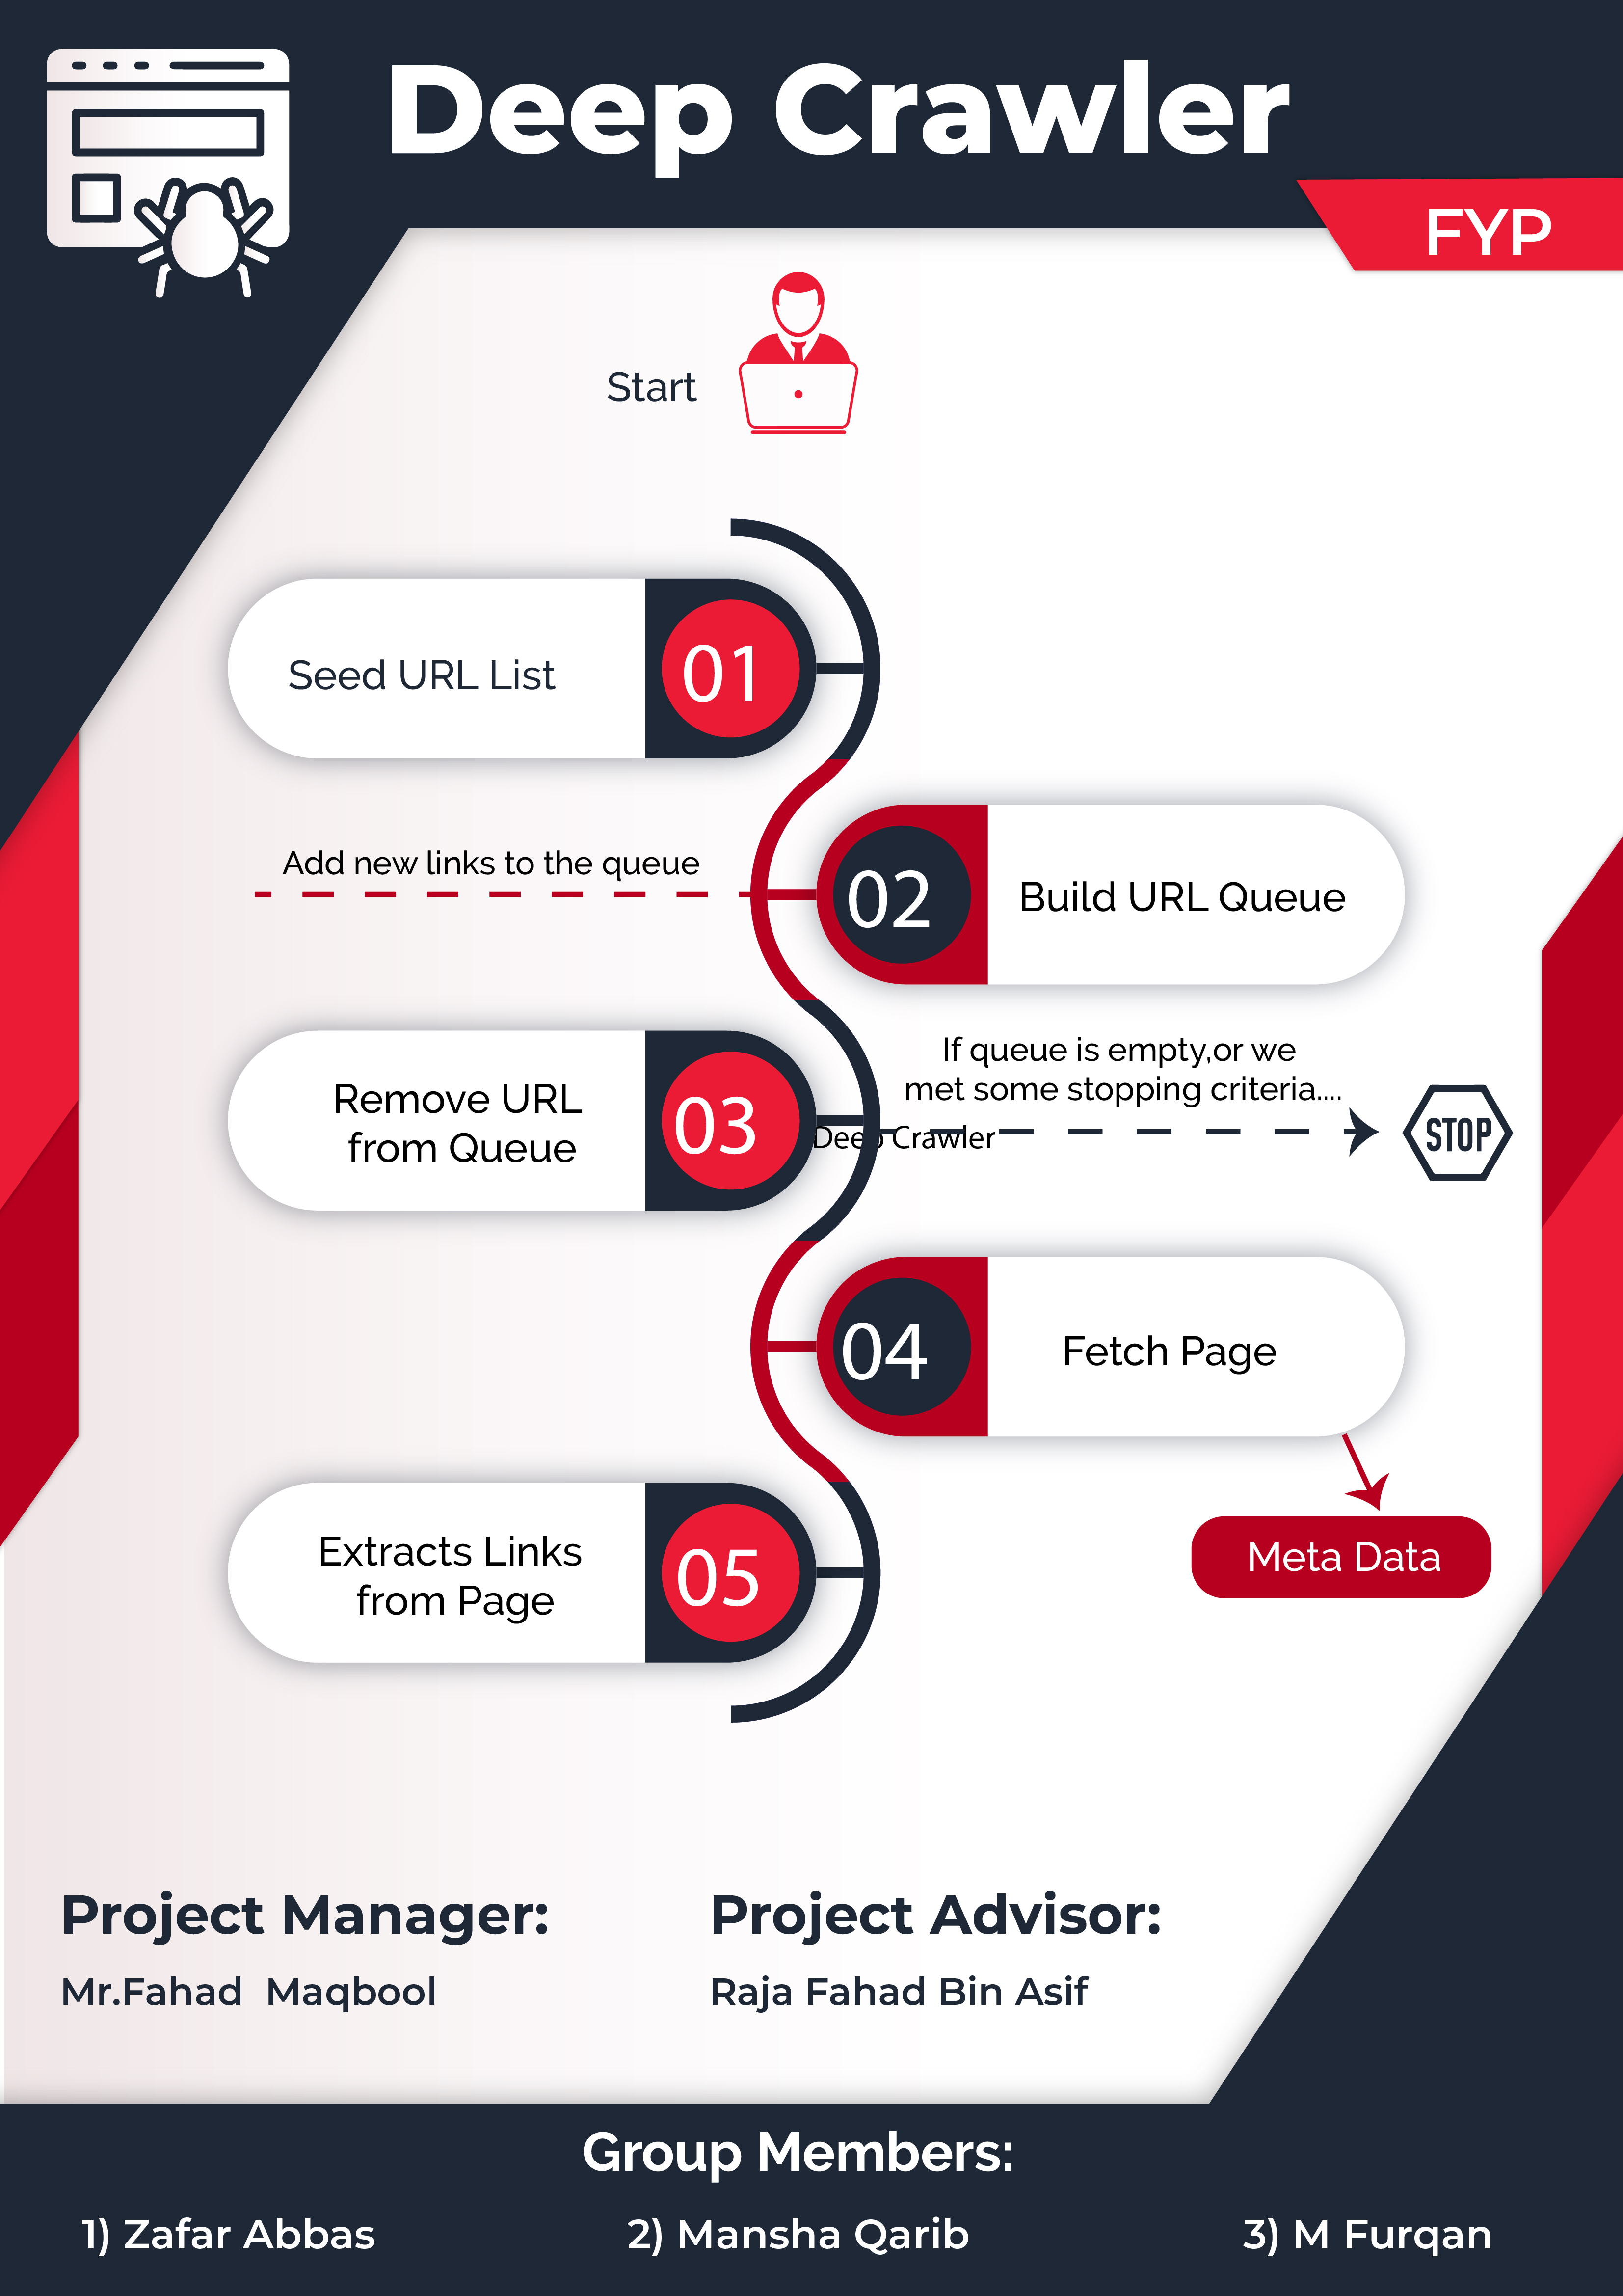 Deep Crawler
FYP
Start
Seed URL List
01
Add new links to the queue
02
Build URL Queue
Remove URL
from Queue
03
If queue is empty,or we
met some stopping criteria....
Deep Crawler
STOP
04
Fetch Page
Meta Data
Extracts Links
from Page
05
Project Manager:
Mr.Fahad Maqbool
Project Advisor:
Raja Fahad Bin Asif
Group Members:
1) Zafar Abbas
2) Mansha Qarib
3) M Furqan